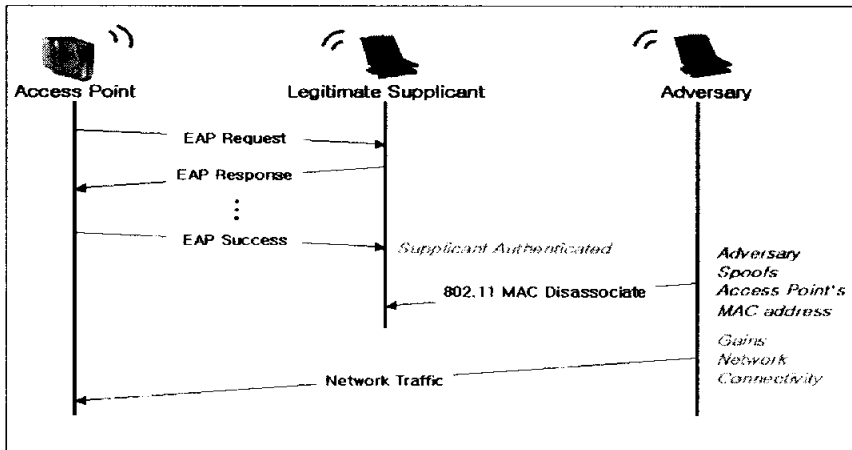 Access Point
Legitimate Supplicant
Adversary
EAP Request
EAP Response
EAP Success
Supplicant Authenticated
802.11 MAC Disassociate
Adversary
Spoofs
Access Point's
MAC address
Gains
Network
Connectivity
Network Traffic